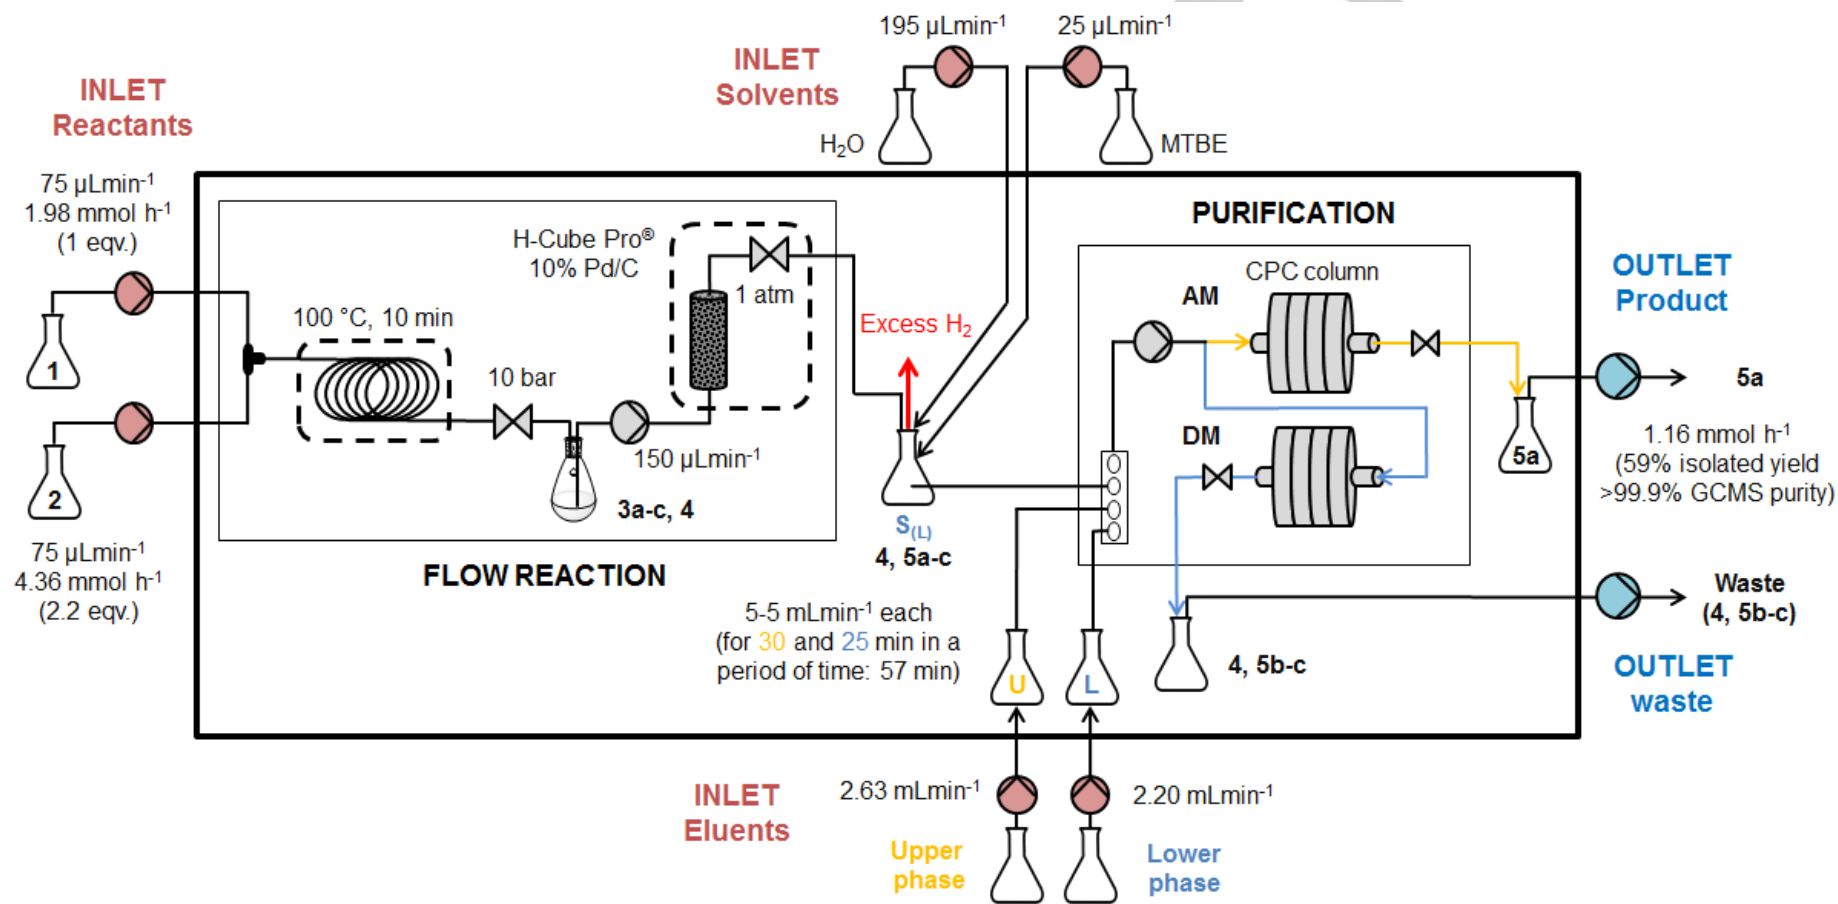 195 µLmin⁻¹
25 µLmin⁻¹
INLET
Solvents
H₂O
MTBE
INLET
Reactants
75 µLmin⁻¹
1.98 mmol h⁻¹
(1 eqv.)
1
2
75 µLmin⁻¹
4.36 mmol h⁻¹
(2.2 eqv.)
100 °C, 10 min
10 bar
H-Cube Pro®
10% Pd/C
1 atm
150 µLmin⁻¹
3a-c, 4
FLOW REACTION
Excess H₂
S(L)
4, 5a-c
PURIFICATION
CPC column
AM
DM
5a
4, 5b-c
OUTLET
Product
5a
1.16 mmol h⁻¹
(59% isolated yield
>99.9% GCMS purity)
Waste
(4, 5b-c)
OUTLET
waste
5-5 mLmin⁻¹ each
(for 30 and 25 min in a
period of time: 57 min)
U
L
INLET
Eluents
2.63 mLmin⁻¹
2.20 mLmin⁻¹
Upper
phase
Lower
phase